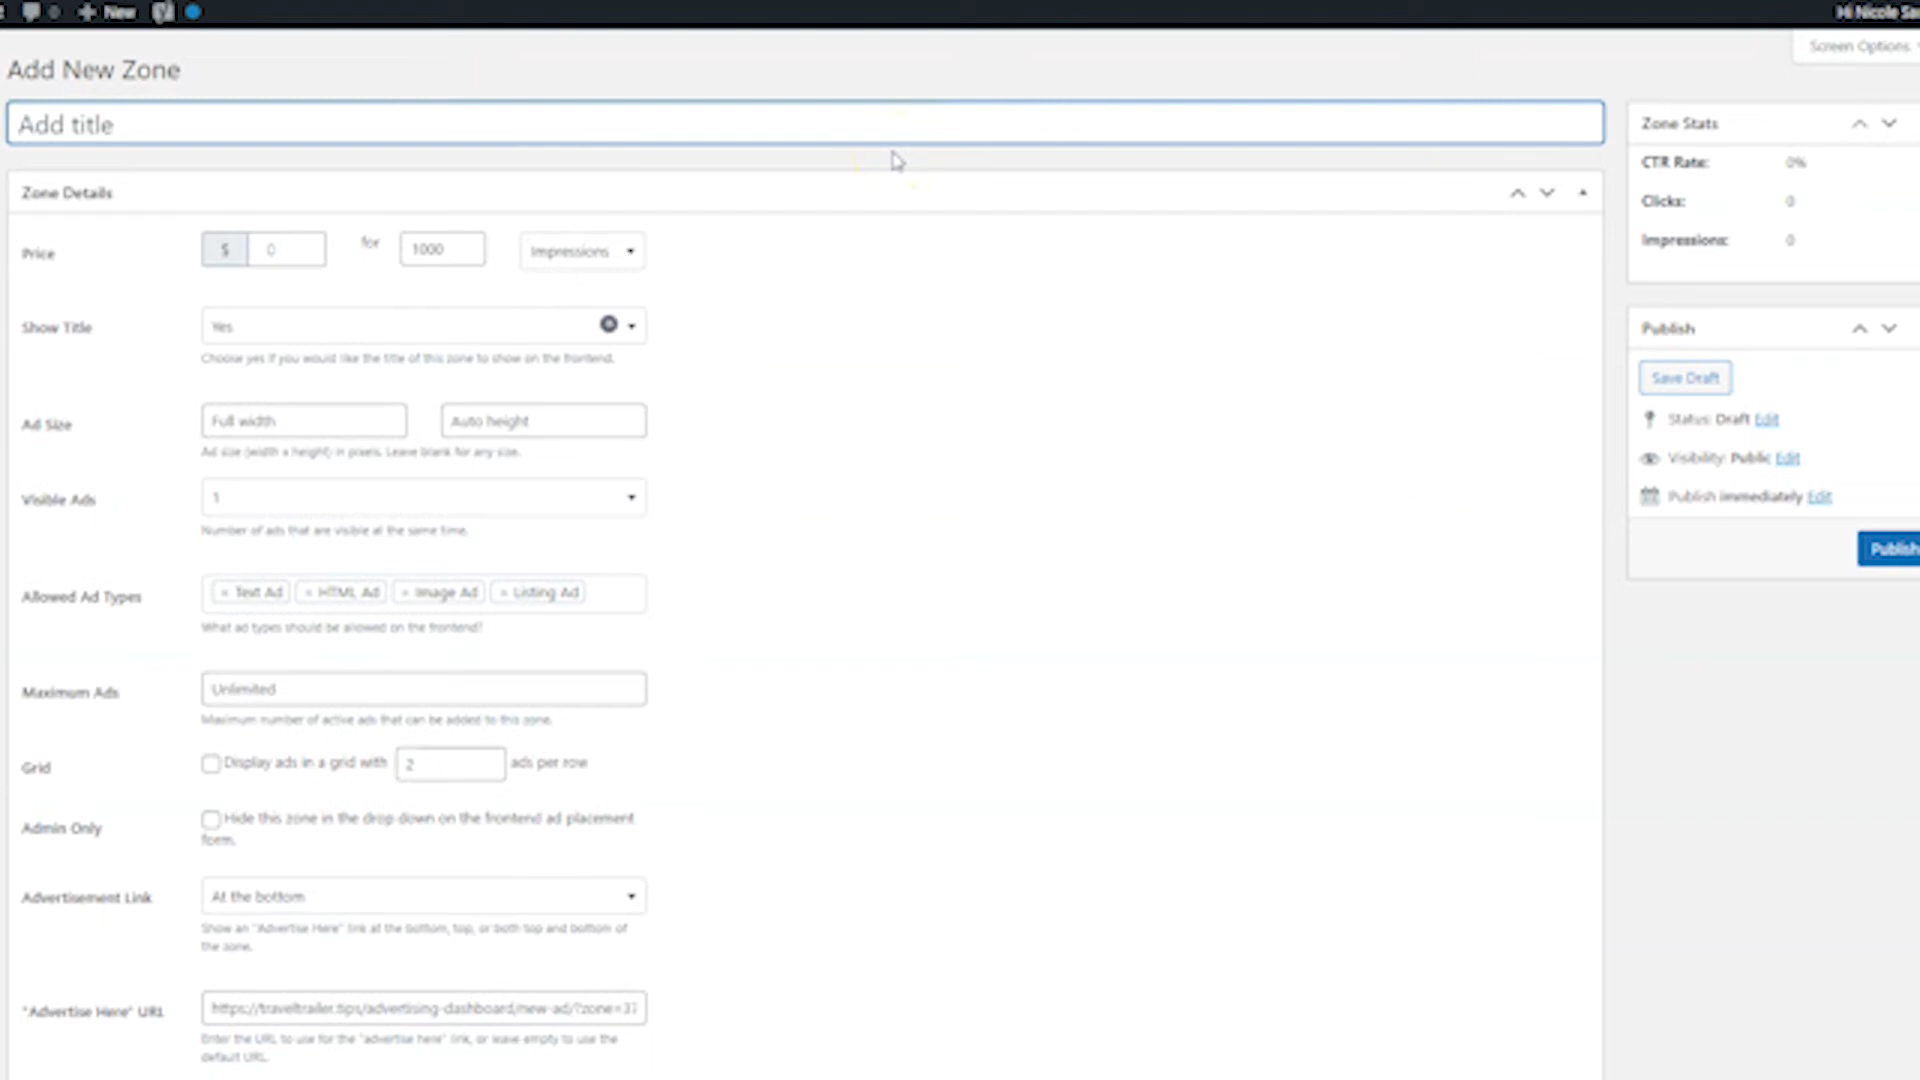 0 New
Hi Nicole
Screen Options
Add New Zone
Add title
Zone Details
Price $ 0 for 1000 Impressions
Show Title Yes
Choose yes if you would like the title of this zone to show on the frontend.
Ad Size Full width Auto height
Ad size (width x height) in pixels. Leave blank for any size.
Visible Ads 1
Number of ads that are visible at the same time.
Allowed Ad Types × Text Ad × HTML Ad × Image Ad × Listing Ad
What ad types should be allowed on the frontend?
Maximum Ads Unlimited
Maximum number of active ads that can be added to this zone.
Grid Display ads in a grid with 2 ads per row
Admin Only Hide this zone in the drop down on the frontend ad placement
form.
Advertisement Link At the bottom
Show an "Advertise Here" link at the bottom, top, or both top and bottom of
the zone.
"Advertise Here" URL https://traveltrailer.tips/advertising-dashboard/new-ad/?zone=37
Enter the URL to use for the "advertise here" link, or leave empty to use the
default URL.
Zone Stats
CTR Rate: 0%
Clicks: 0
Impressions: 0
Publish
Save Draft
Status: Draft Edit
Visibility: Public Edit
Publish immediately Edit
Publish